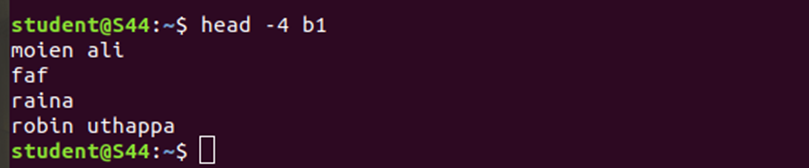 student@S44:~$ head -4 b1
moien ali
faf
raina
robin uthappa
student@S44:~$